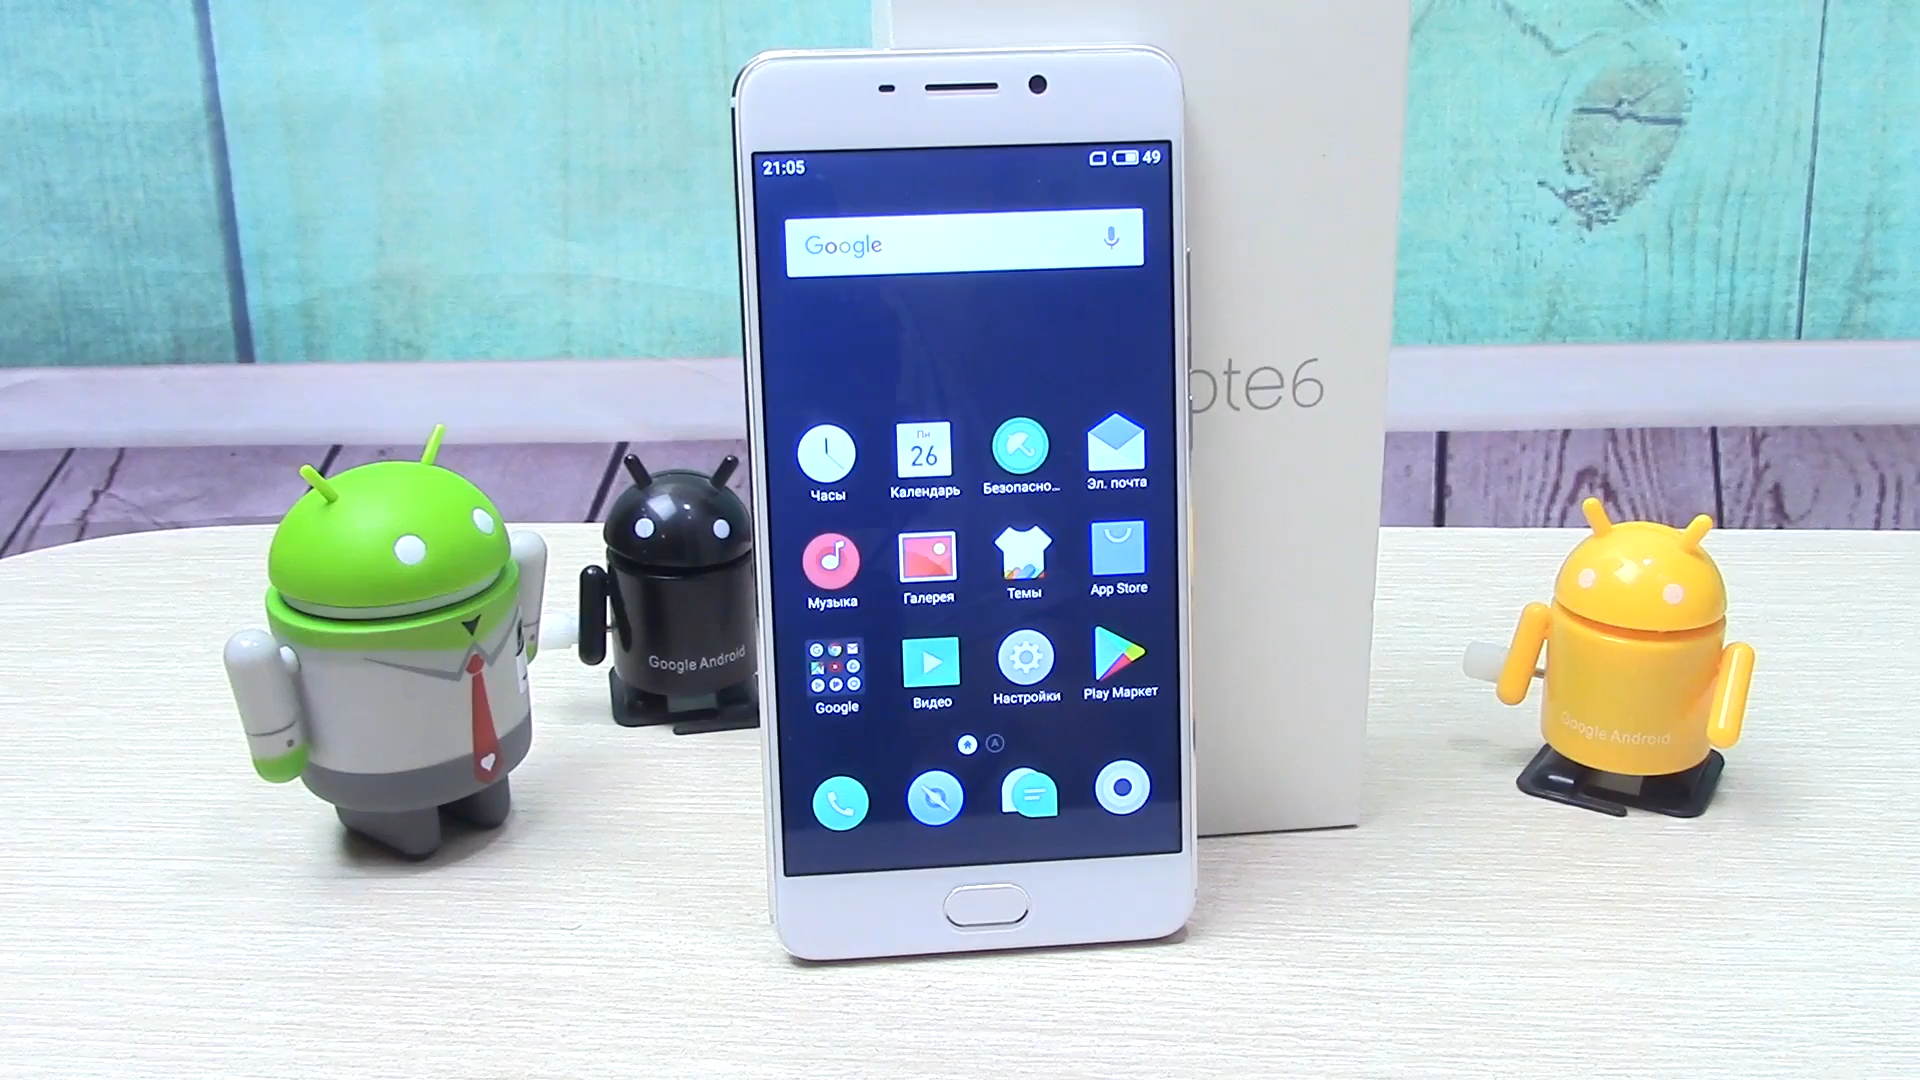 21:05
49
Google
Пн
26
Часы
Календарь
Безопасно...
Эл. почта
Музыка
Галерея
Темы
App Store
Google
Видео
Настройки
Play Маркет
A
ote6
Google Android
Google Android